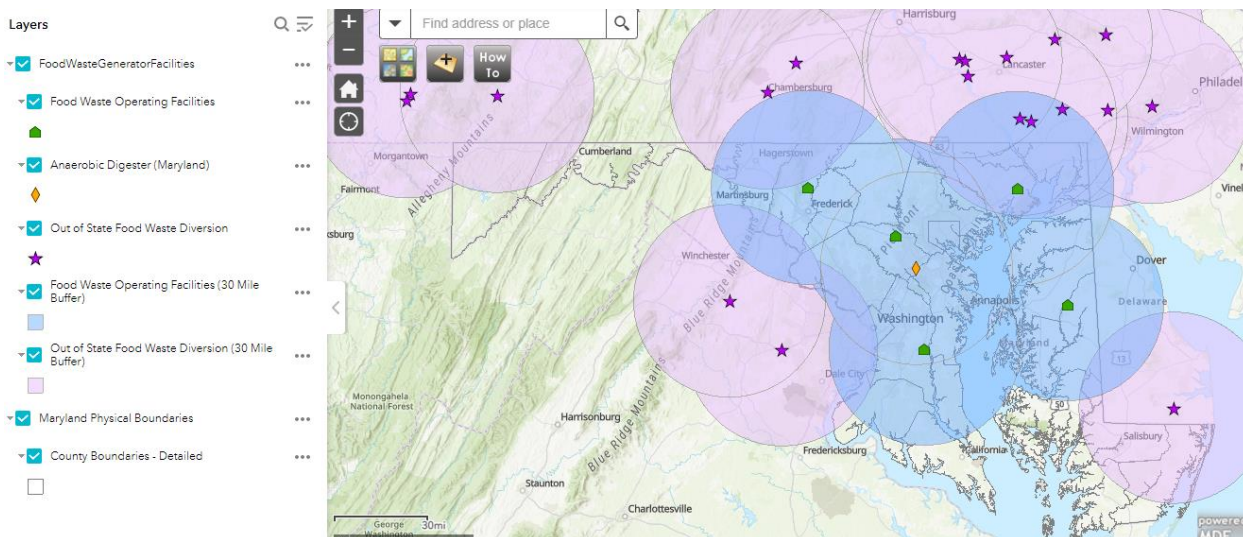 Layers
FoodWasteGeneratorFacilities
Food Waste Operating Facilities
Anaerobic Digester (Maryland)
Out of State Food Waste Diversion
Food Waste Operating Facilities (30 Mile
Buffer)
Out of State Food Waste Diversion (30 Mile
Buffer)
Maryland Physical Boundaries
County Boundaries - Detailed
+
−
Find address or place
How
To
Harrisburg
Lancaster
Philadel
Chambersburg
Wilmington
Morgantown
Allegheny Mountains
Cumberland
Hagerstown
Fairmont
Martinsburg
Frederick
Vinel
ksburg
Piedmont
Winchester
Dover
Blue Ridge Mountains
Annapolis
Delaware
Washington
Maryland
13
Dale City
Monongahela
National Forest
50
Harrisonburg
Salisbury
Blue Ridge Mountains
Fredericksburg
California
Staunton
Charlottesville
30mi
George
Washington
powered
MDE